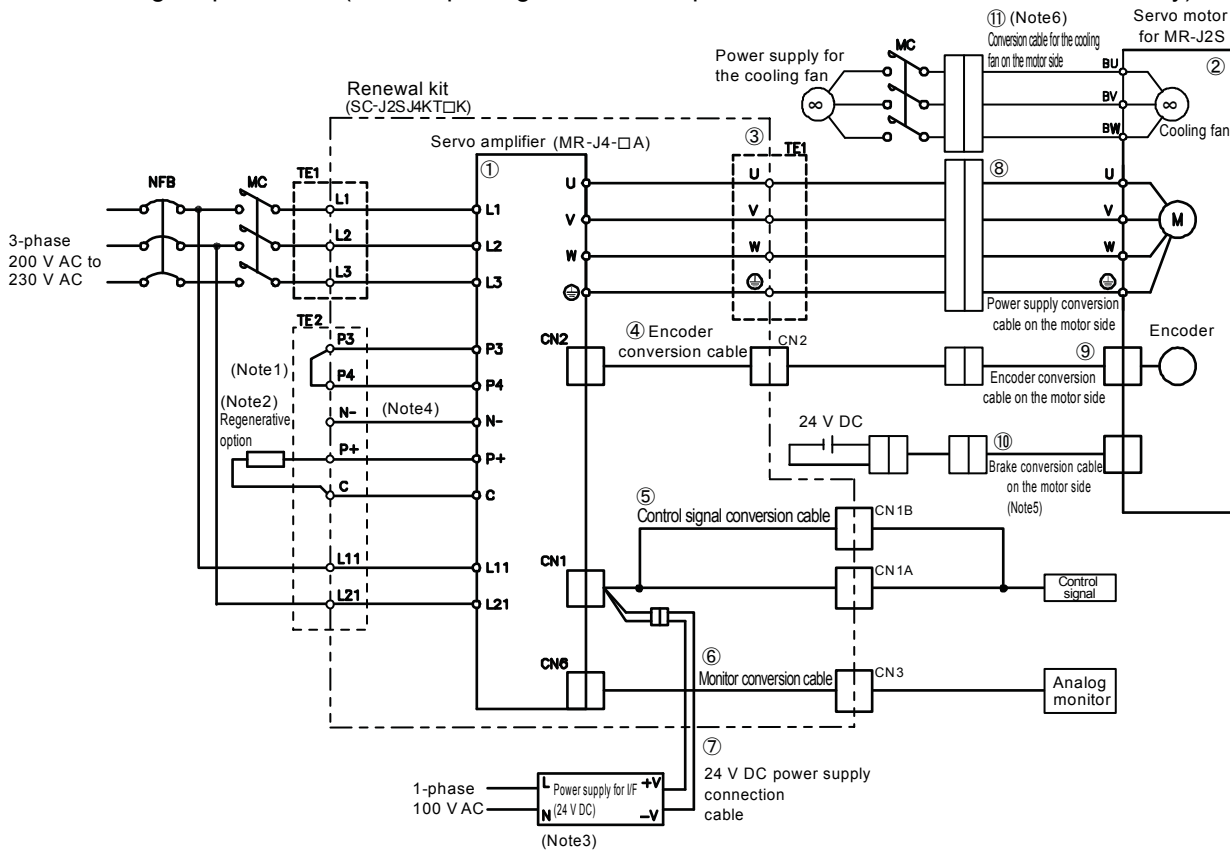 ⑪ (Note6)
Conversion cable for the cooling
fan on the motor side
Servo motor
for MR-J2S
②
Power supply for
the cooling fan
MC
BU
BV
BW
Cooling fan
Renewal kit
(SC-J2SJ4KT□K)
Servo amplifier (MR-J4-□A)
①
③
TE1
⑧
NFB
MC
TE1
L1
L2
L3
L1
L2
L3
U
V
W
U
V
W
U
V
W
M
3-phase
200 V AC to
230 V AC
Power supply conversion
cable on the motor side
TE2
P3
P4
N-
P+
C
L11
L21
(Note1)
(Note2)
Regenerative
option
(Note4)
P3
P4
N-
P+
C
L11
L21
CN2
④ Encoder
conversion cable
CN2
⑨
Encoder conversion
cable on the motor side
Encoder
24 V DC
⑩
Brake conversion cable
on the motor side
(Note5)
⑤
Control signal conversion cable
CN1B
CN1
CN1A
Control
signal
CN6
⑥
Monitor conversion cable
CN3
Analog
monitor
⑦
24 V DC power supply
connection
cable
1-phase
100 V AC
L
N
Power supply for I/F
(24 V DC)
+V
-V
(Note3)